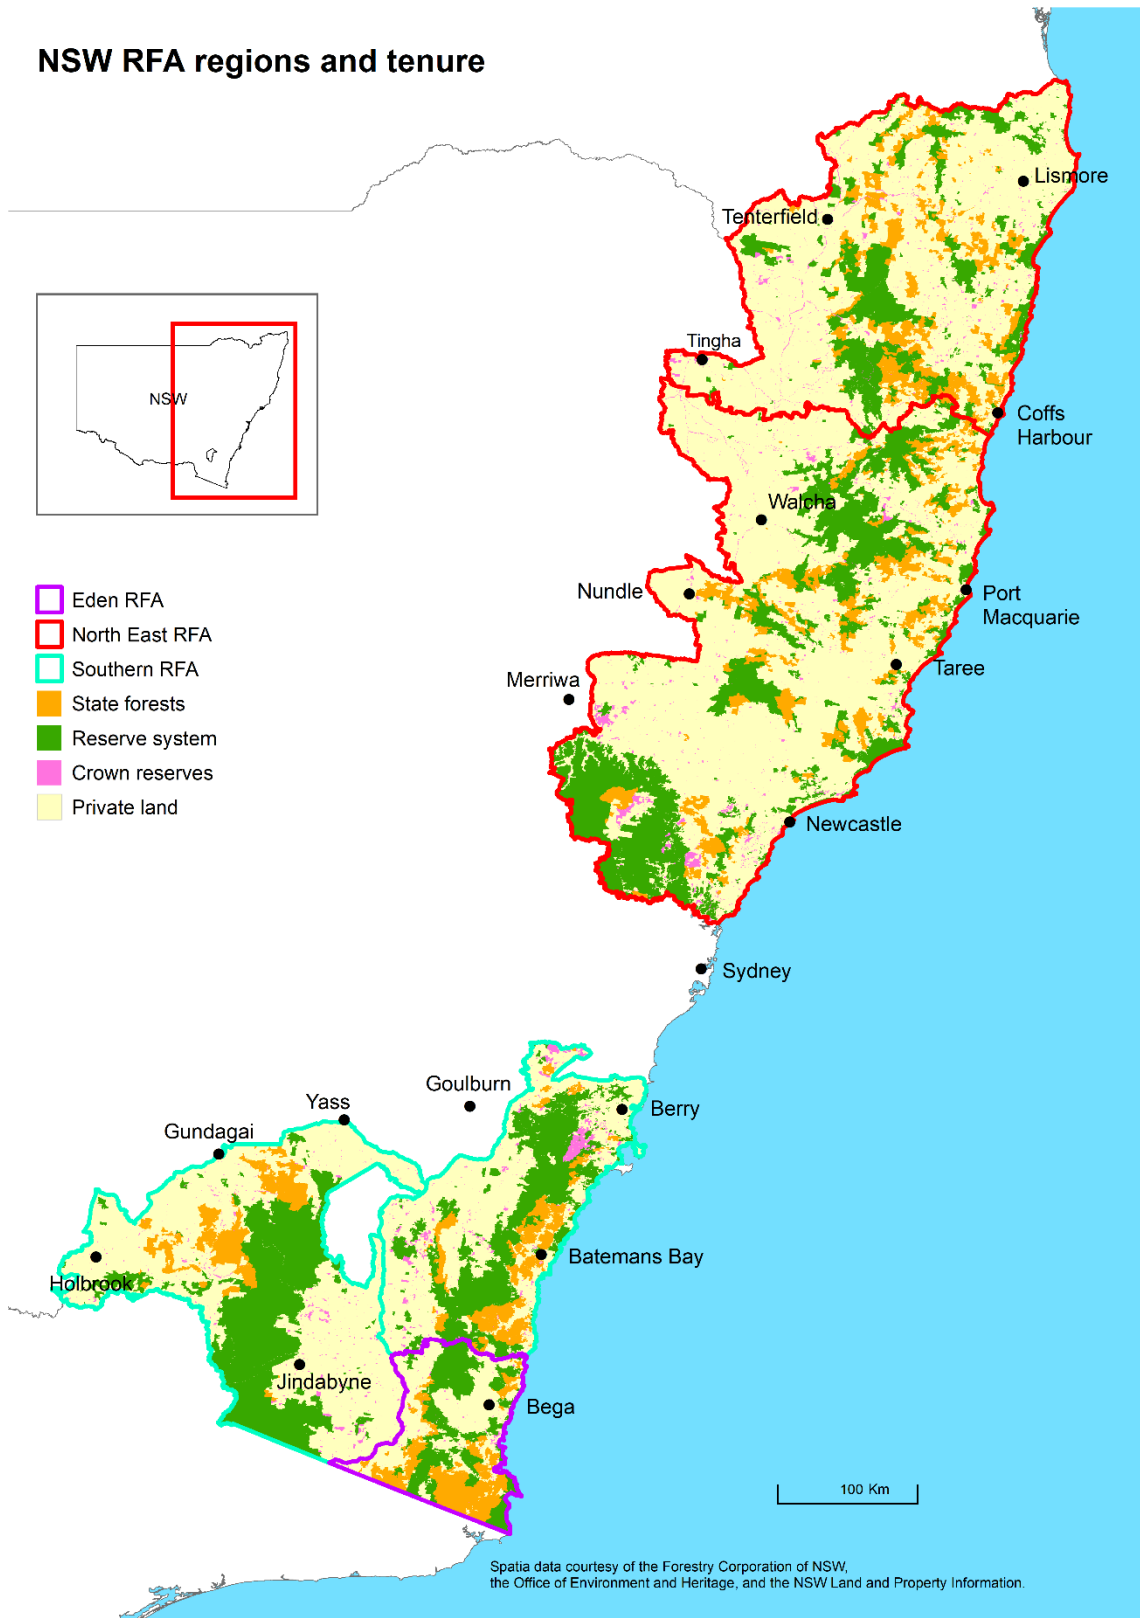 NSW RFA regions and tenure
Lismore
Tenterfield
Tingha
NSW
Coffs
Harbour
Walcha
Eden RFA
North East RFA
Southern RFA
State forests
Reserve system
Crown reserves
Private land
Nundle
Port
Macquarie
Merriwa
Taree
Newcastle
Sydney
Goulburn
Yass
Berry
Gundagai
Batemans Bay
Holbrook
Jindabyne
Bega
100 Km
Spatia data courtesy of the Forestry Corporation of NSW,
the Office of Environment and Heritage, and the NSW Land and Property Information.